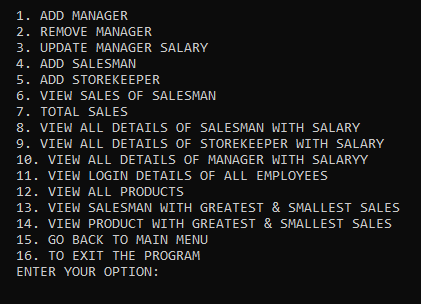 1. ADD MANAGER
2. REMOVE MANAGER
3. UPDATE MANAGER SALARY
4. ADD SALESMAN
5. ADD STOREKEEPER
6. VIEW SALES OF SALESMAN
7. TOTAL SALES
8. VIEW ALL DETAILS OF SALESMAN WITH SALARY
9. VIEW ALL DETAILS OF STOREKEEPER WITH SALARY
10. VIEW ALL DETAILS OF MANAGER WITH SALARYY
11. VIEW LOGIN DETAILS OF ALL EMPLOYEES
12. VIEW ALL PRODUCTS
13. VIEW SALESMAN WITH GREATEST & SMALLEST SALES
14. VIEW PRODUCT WITH GREATEST & SMALLEST SALES
15. GO BACK TO MAIN MENU
16. TO EXIT THE PROGRAM
ENTER YOUR OPTION: